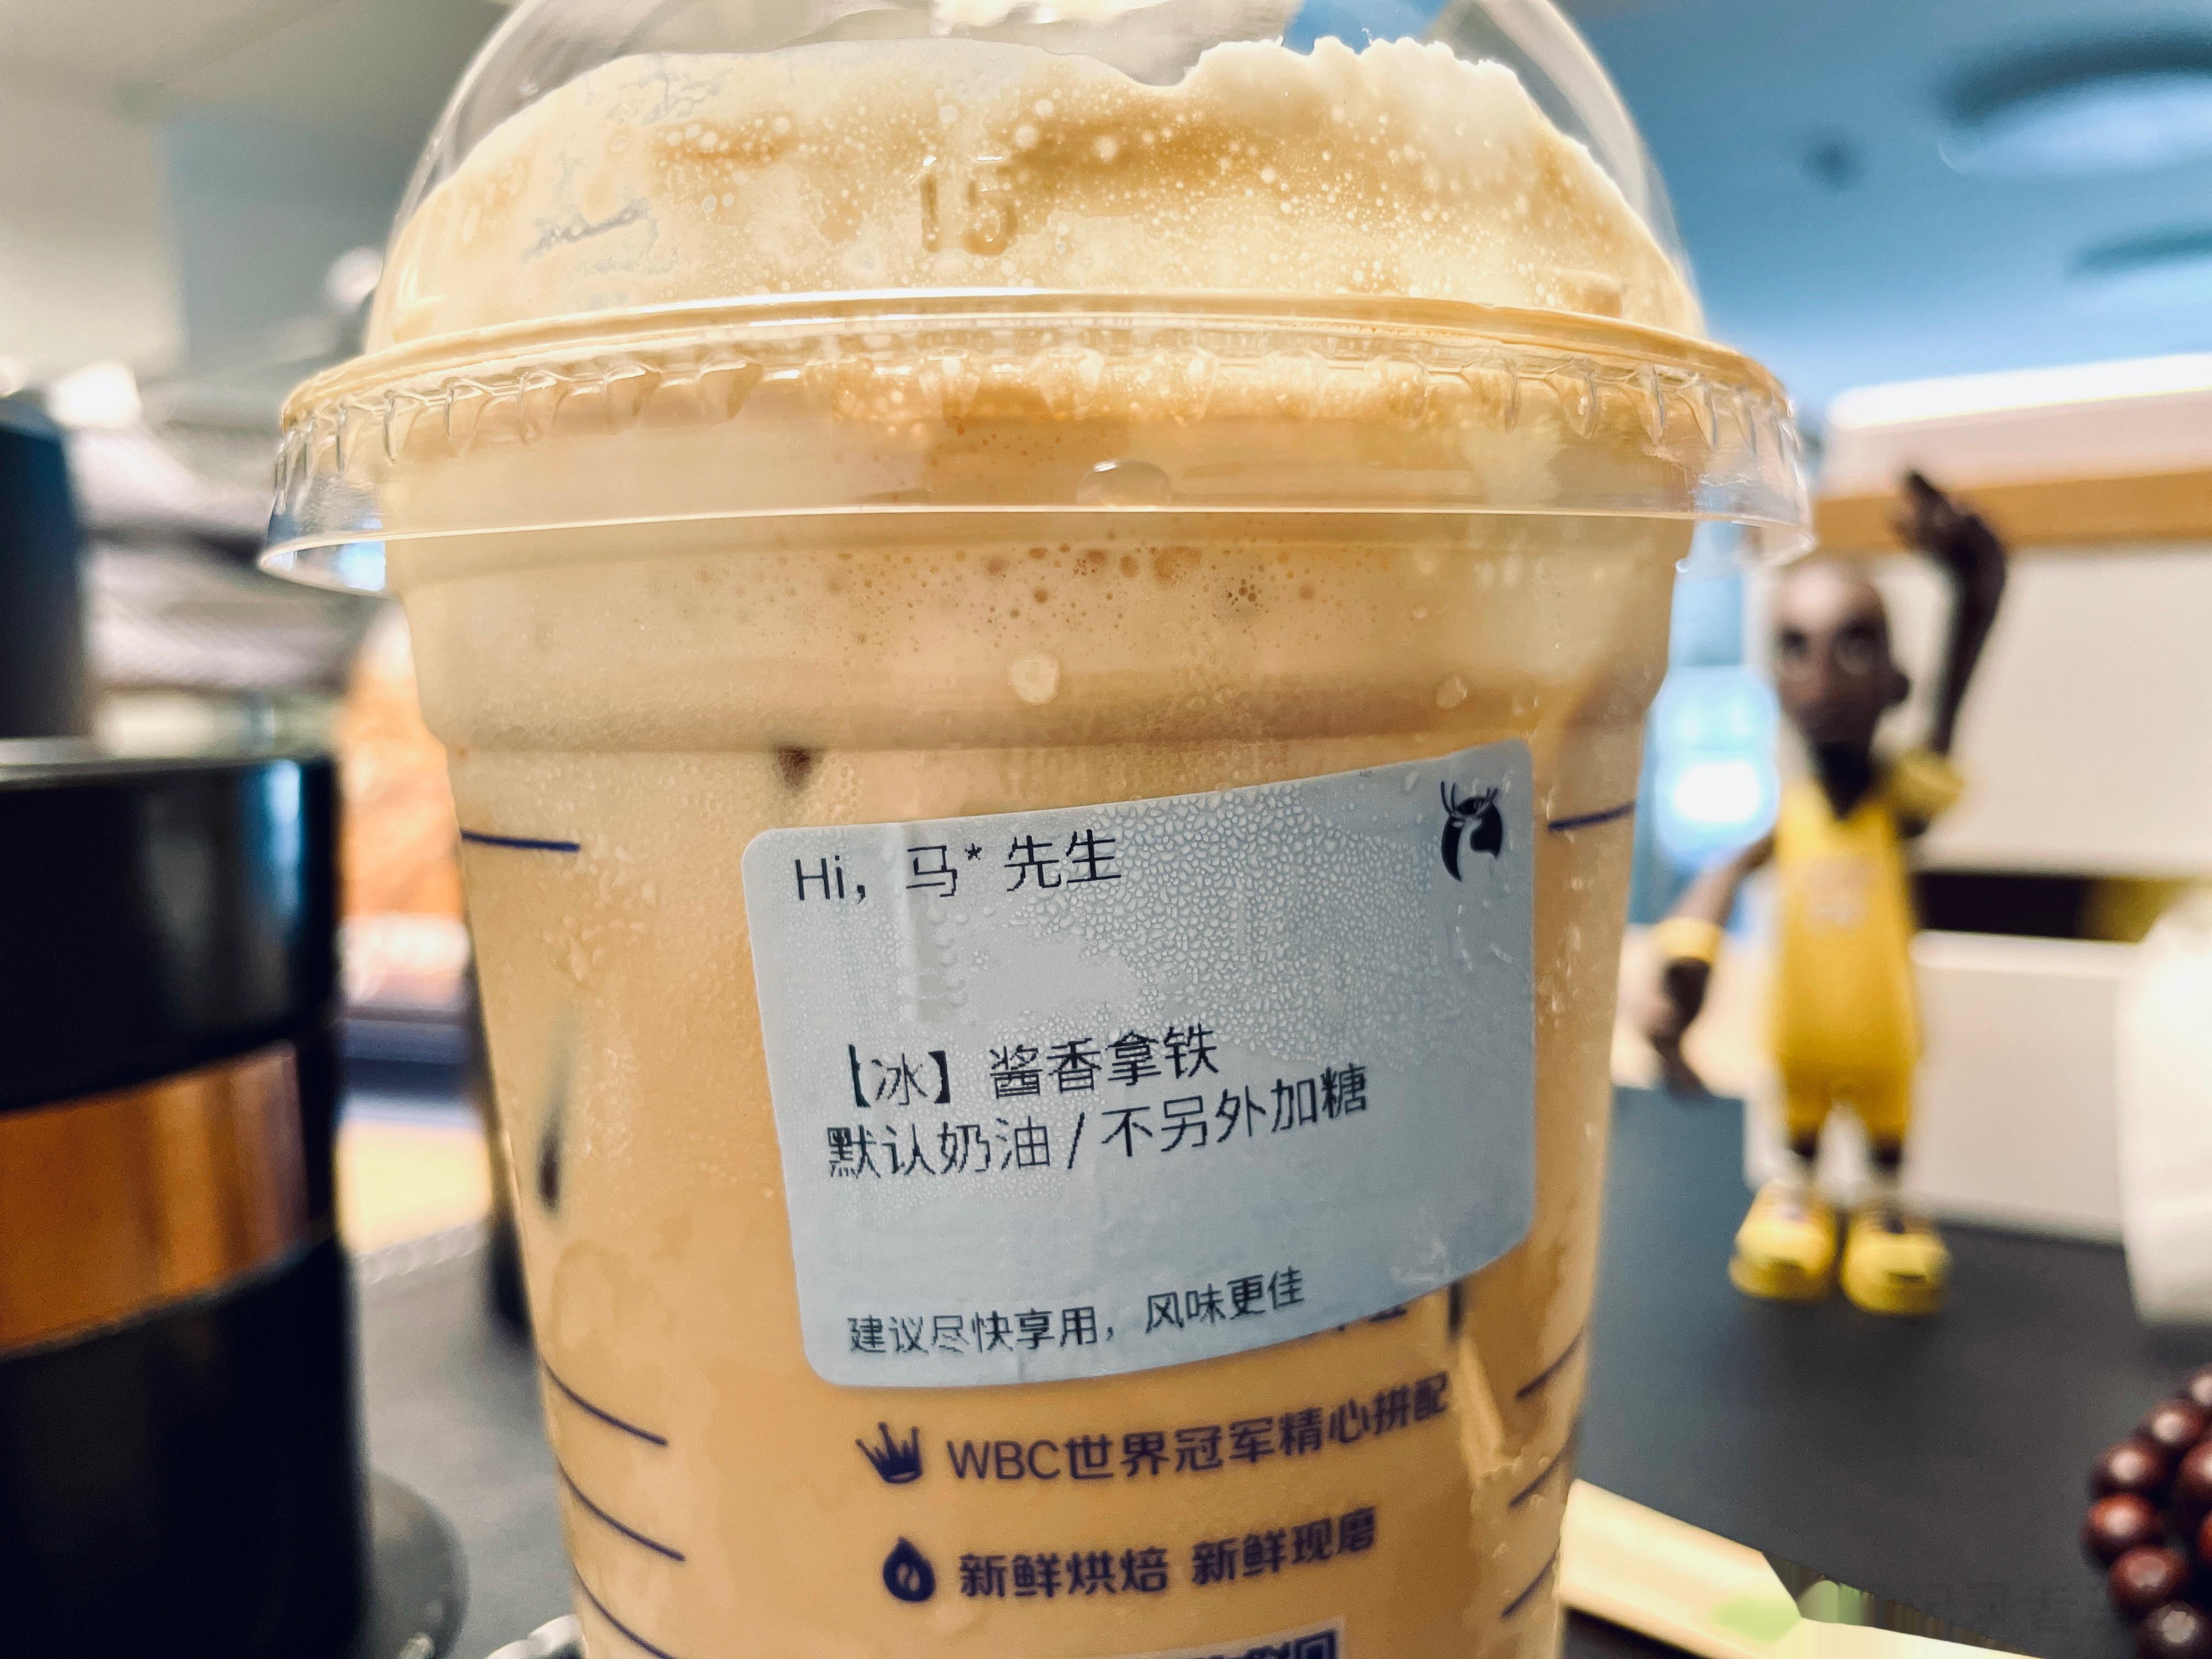 15
Hi, 马* 先生
【冰】 酱香拿铁
默认奶油 / 不另外加糖
建议尽快享用，风味更佳
WBC世界冠军精心拼配
新鲜烘焙 新鲜现磨